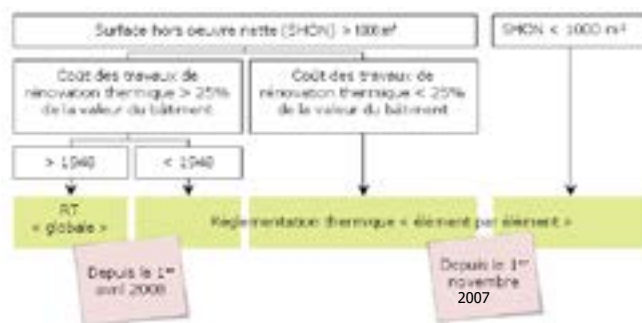 Surface hors oeuvre nette (SHON) > 1000 m²
SHON < 1000 m²
Coût des travaux de
rénovation thermique > 25%
de la valeur du bâtiment
Coût des travaux de
rénovation thermique < 25%
de la valeur du bâtiment
> 1948
< 1948
RT
« globale »
Réglementation thermique « élément par élément »
Depuis le 1er
avril 2008
Depuis le 1er
novembre
2007